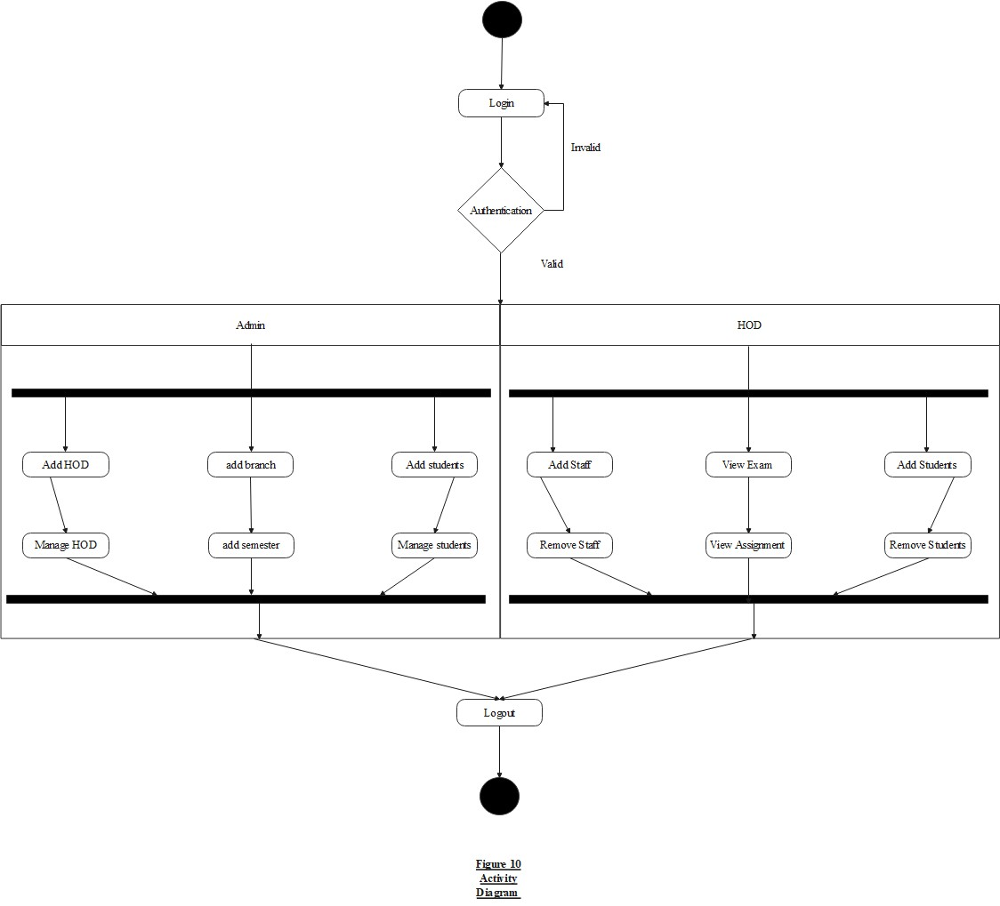 Login
Invalid
Authentication
Valid
Admin
HOD
Add HOD
add branch
Add students
Add Staff
View Exam
Add Students
Manage HOD
add semester
Manage students
Remove Staff
View Assignment
Remove Students
Logout
Figure 10
Activity
Diagram